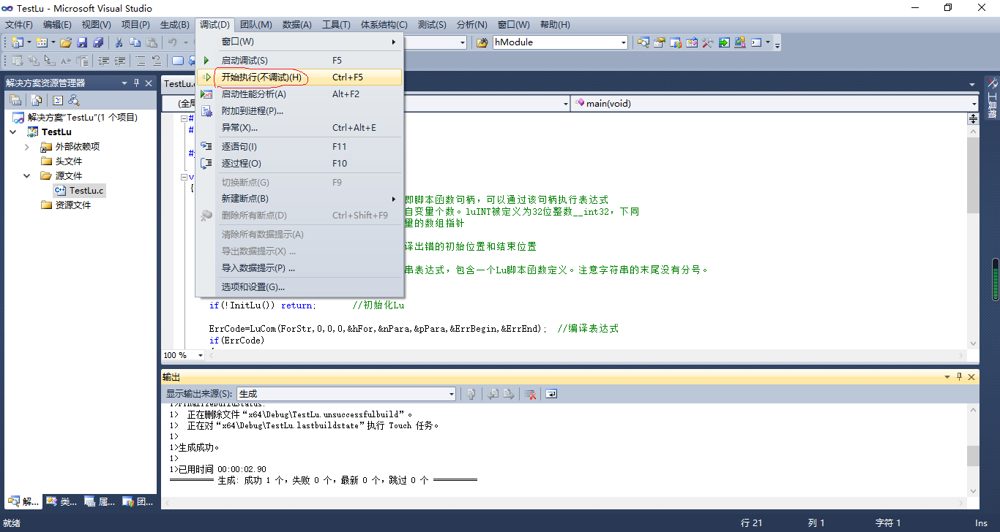 TestLu - Microsoft Visual Studio
文件(F) 编辑(E) 视图(V) 项目(P) 生成(B) 调试(D) 团队(M) 数据(A) 工具(T) 体系结构(C) 测试(S) 分析(N) 窗口(W) 帮助(H)
hModule
窗口(W)
启动调试(S) F5
开始执行(不调试)(H) Ctrl+F5
启动性能分析(A) Alt+F2
附加到进程(P)...
异常(X)... Ctrl+Alt+E
逐语句(I) F11
逐过程(O) F10
切换断点(G) F9
新建断点(B)
删除所有断点(D) Ctrl+Shift+F9
清除所有数据提示(A)
导出数据提示(X) ...
导入数据提示(P) ...
选项和设置(G)...
解决方案资源管理器
解决方案“TestLu”(1 个项目)
TestLu
外部依赖项
头文件
源文件
TestLu.c
资源文件
解... 类... 属... 团...
TestLu.
(全局
main(void)
#
#
#
v
{
即脚本函数句柄，可以通过该句柄执行表达式
自变量个数。luINT被定义为32位整数__int32，下同
量的数组指针
译出错的初始位置和结束位置
串表达式，包含一个Lu脚本函数定义。注意字符串的末尾没有分号。
if(!InitLu()) return; //初始化Lu
ErrCode=LuCom(ForStr,0,0,0,&hFor,&nPara,&pPara,&ErrBegin,&ErrEnd); //编译表达式
if(ErrCode)
100 %
输出
显示输出来源(S): 生成
1>FinalizeBuildStatus:
1> 正在删除文件“x64\Debug\TestLu.unsuccessfulbuild”。
1> 正在对“x64\Debug\TestLu.lastbuildstate”执行 Touch 任务。
1>
1>生成成功。
1>
1>已用时间 00:00:02.90
========== 生成: 成功 1 个，失败 0 个，最新 0 个，跳过 0 个 ==========
工具箱
就绪 行 21 列 1 字符 1 Ins